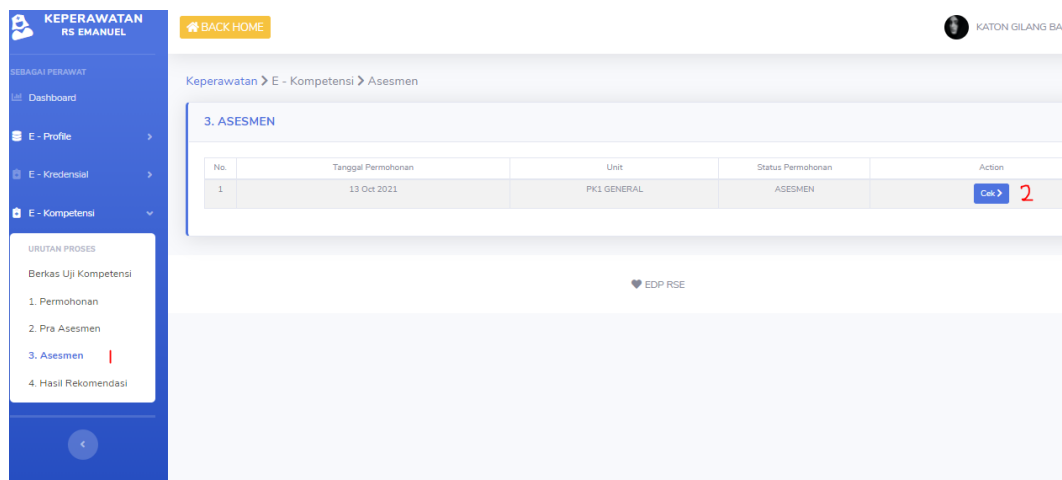 KEPERAWATAN
RS EMANUEL
BACK HOME
KATON GILANG BA
SEBAGAI PERAWAT
Dashboard
E - Profile
E - Kredensial
E - Kompetensi
URUTAN PROSES
Berkas Uji Kompetensi
1. Permohonan
2. Pra Asesmen
3. Asesmen 1
4. Hasil Rekomendasi
Keperawatan > E - Kompetensi > Asesmen
3. ASESMEN
No. Tanggal Permohonan Unit Status Permohonan Action
1 13 Oct 2021 PK1 GENERAL ASESMEN Cek > 2
EDP RSE